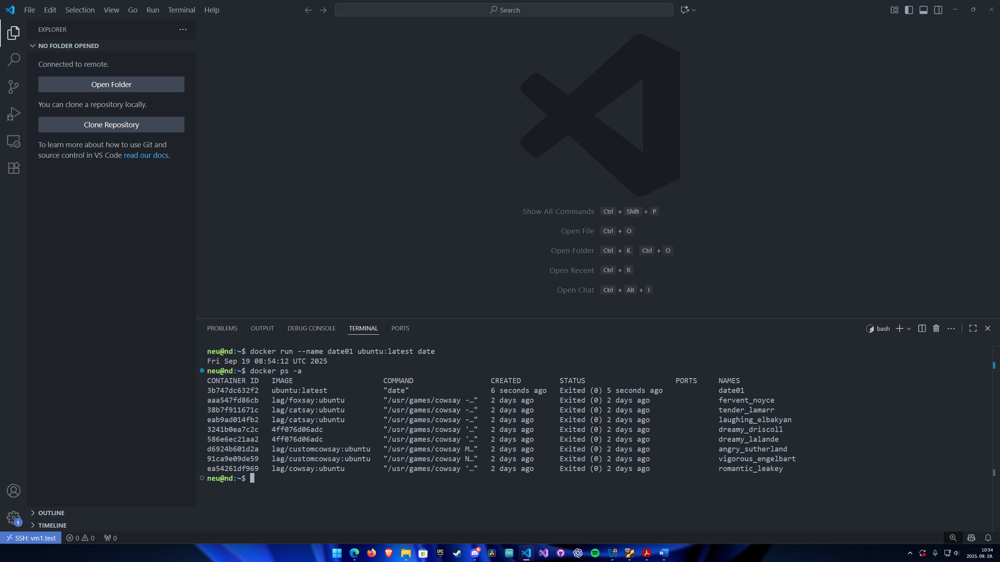 File Edit Selection View Go Run Terminal Help
Search
EXPLORER
NO FOLDER OPENED
Connected to remote.
Open Folder
You can clone a repository locally.
Clone Repository
To learn more about how to use Git and
source control in VS Code read our docs.
Show All Commands Ctrl + Shift + P
Open File Ctrl + O
Open Folder Ctrl + K Ctrl + O
Open Recent Ctrl + R
Open Chat Ctrl + Alt + I
PROBLEMS OUTPUT DEBUG CONSOLE TERMINAL PORTS
bash
neu@nd:~$ docker run --name date01 ubuntu:latest date
Fri Sep 19 08:54:12 UTC 2025
neu@nd:~$ docker ps -a
CONTAINER ID IMAGE COMMAND CREATED STATUS PORTS NAMES
3b747dc632f2 ubuntu:latest "date" 6 seconds ago Exited (0) 5 seconds ago date01
aaa547fd86cb lag/foxsay:ubuntu "/usr/games/cowsay -…" 2 days ago Exited (0) 2 days ago fervent_noyce
38b7f911671c lag/catsay:ubuntu "/usr/games/cowsay -…" 2 days ago Exited (0) 2 days ago tender_lamarr
eab9ad014fb2 lag/catsay:ubuntu "/usr/games/cowsay -…" 2 days ago Exited (0) 2 days ago laughing_elbakyan
3241b0ea7c2c 4ff076d06adc "/usr/games/cowsay '…" 2 days ago Exited (0) 2 days ago dreamy_driscoll
586e6ec21aa2 4ff076d06adc "/usr/games/cowsay '…" 2 days ago Exited (0) 2 days ago dreamy_lalande
d6924b601d2a lag/customcowsay:ubuntu "/usr/games/cowsay M…" 2 days ago Exited (0) 2 days ago angry_sutherland
91ca9e09de59 lag/customcowsay:ubuntu "/usr/games/cowsay N…" 2 days ago Exited (0) 2 days ago vigorous_engelbart
ea54261df969 lag/cowsay:ubuntu "/usr/games/cowsay '…" 2 days ago Exited (0) 2 days ago romantic_leakey
neu@nd:~$
1
OUTLINE
TIMELINE
SSH: vm1.test 0 0 0
EPIC GAMES
x64
10:54
2025. 09. 19.